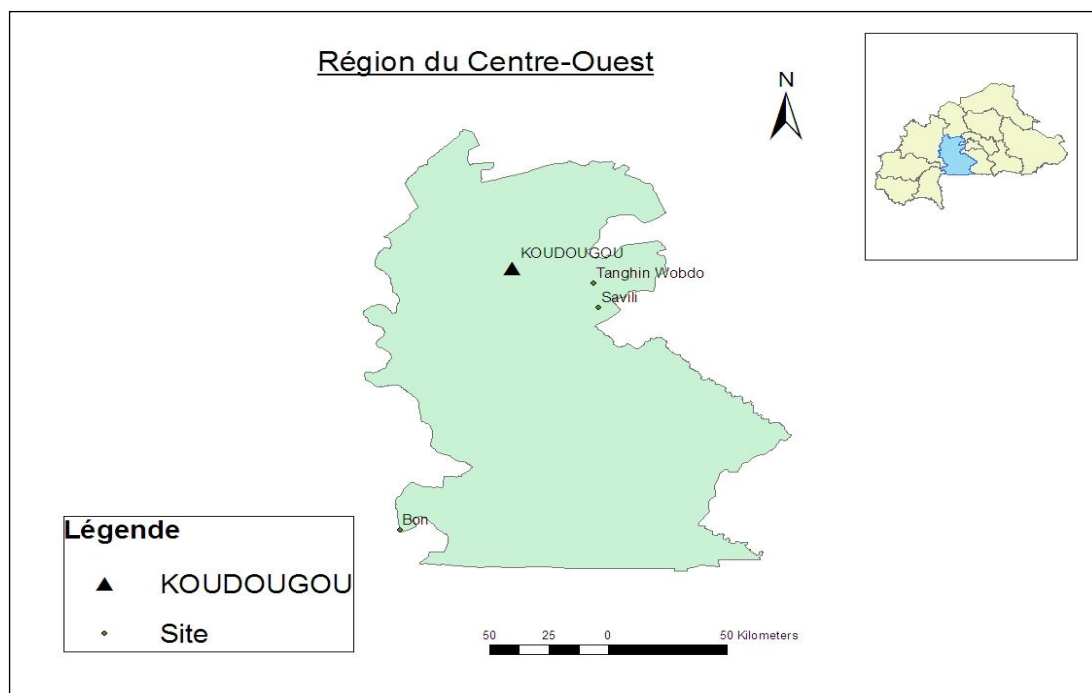 Région du Centre-Ouest
N
KOUDOUGOU
Tanghin Wobdo
Savili
Bon
Légende
KOUDOUGOU
Site
50 25 0 50 Kilometers